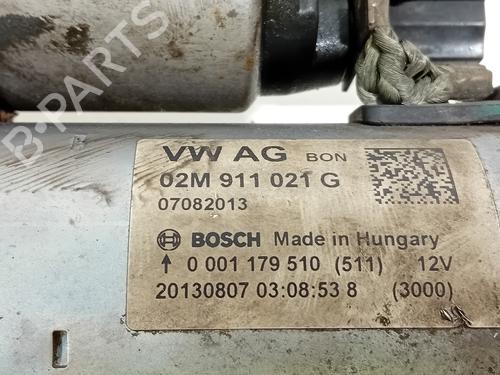 B-PARTS
VW AG BON
02M 911 021 G
07082013
BOSCH Made in Hungary
↑ 0 001 179 510 (511) 12V
20130807 03:08:53 8 (3000)